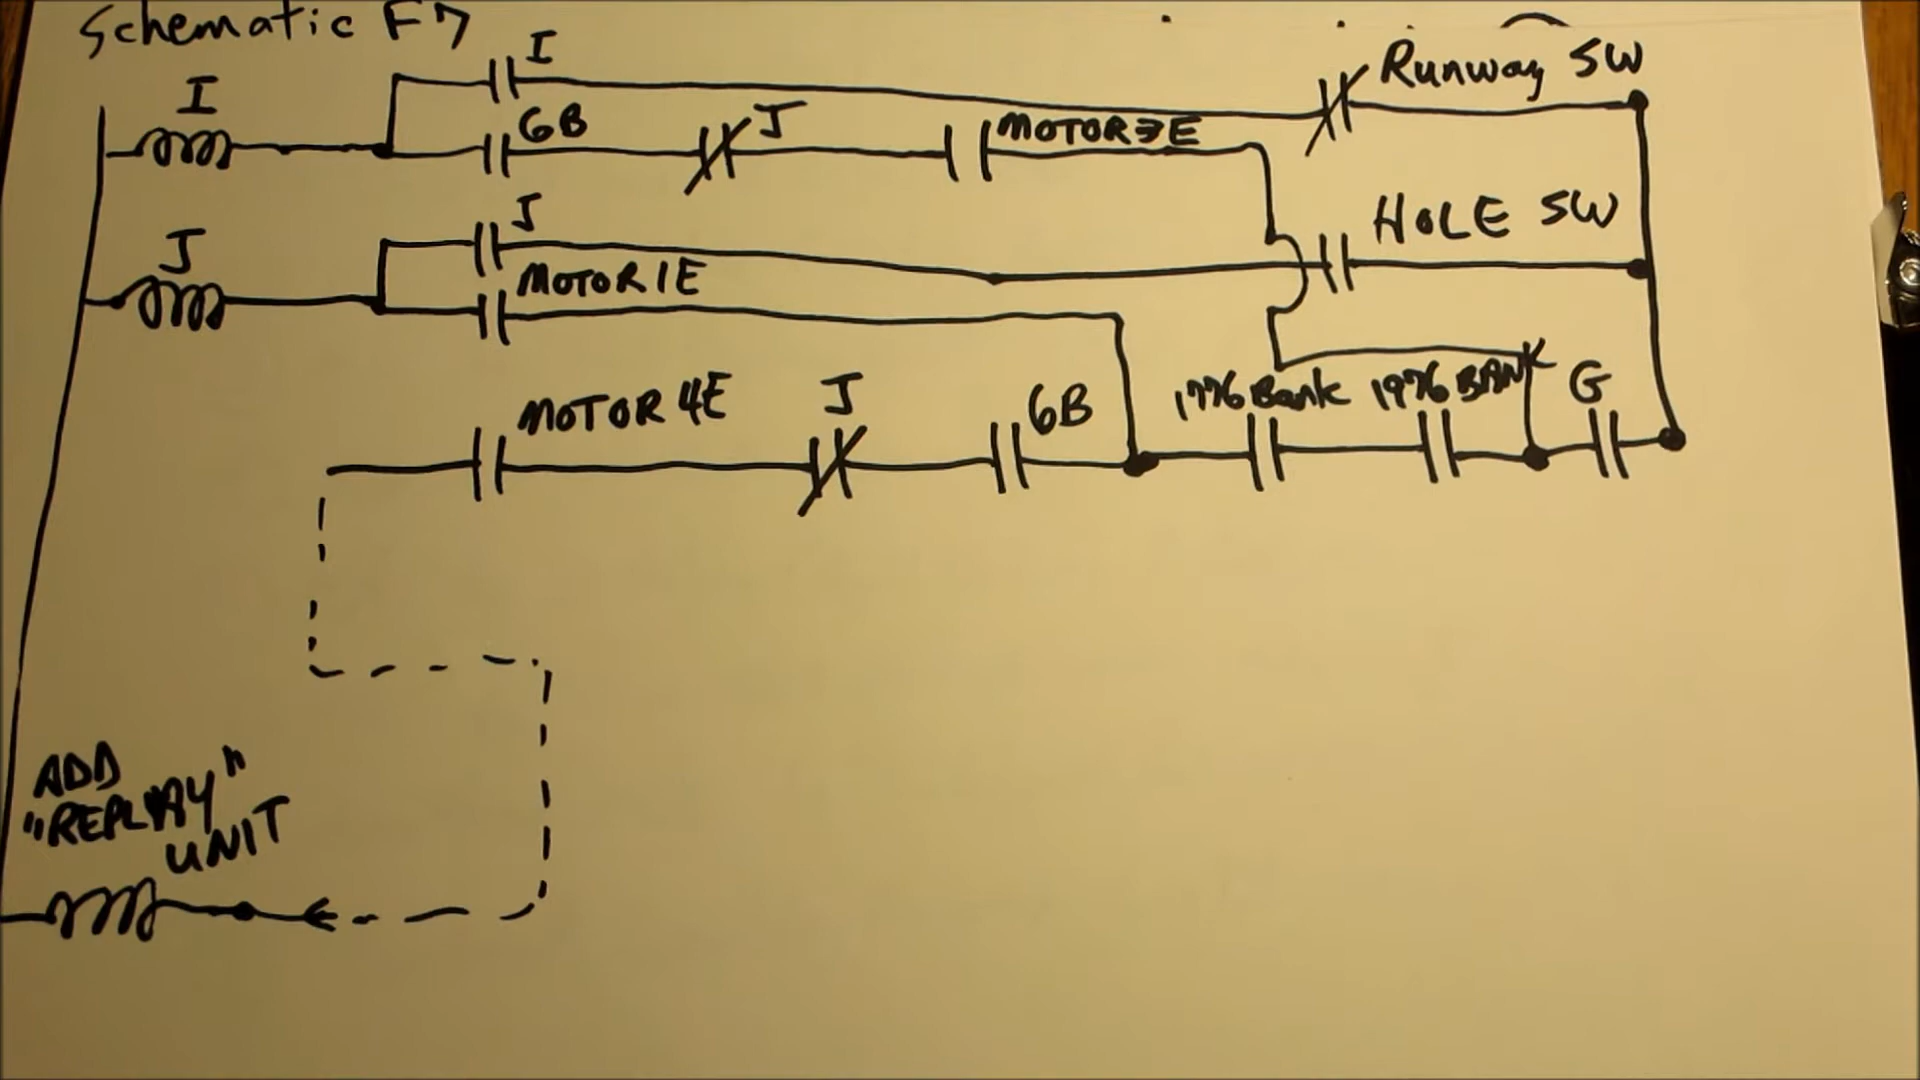 Schematic F7
I
I
Runway SW
6B
J
MOTOR 3E
J
HOLE SW
J
MOTOR 1E
MOTOR 4E
J
6B
1776 Bank
1976 BANK
G
ADD
"REPLAY"
UNIT